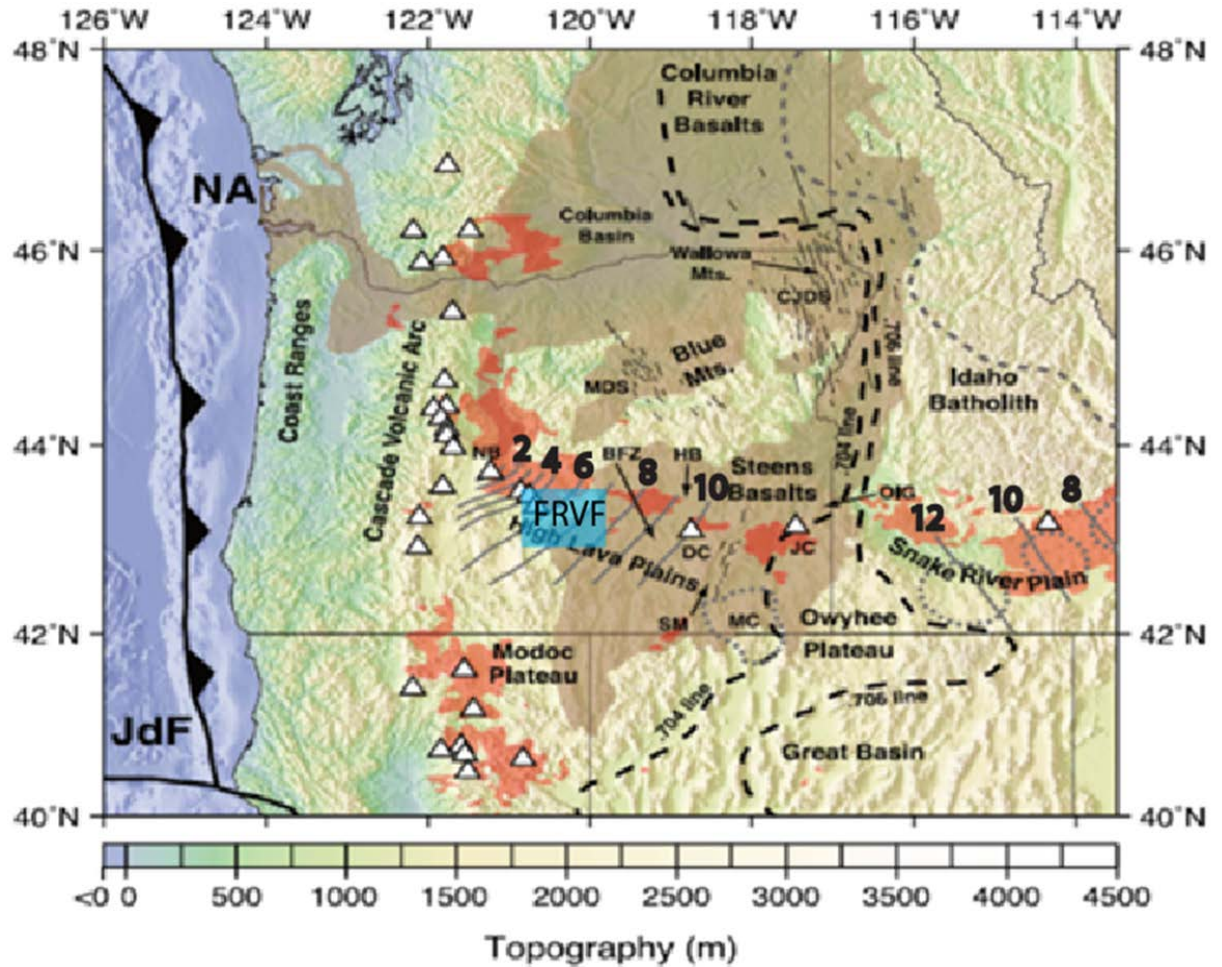 126°W 124°W 122°W 120°W 118°W 116°W 114°W
48°N 48°N
Columbia
River
Basalts
NA
Columbia
Basin
46°N 46°N
Wallowa
Mts.
CJDS
Coast Ranges
Cascade Volcanic Arc
Blue
Mts.
MDS
.706 line
Idaho
Batholith
44°N 44°N
.704 line
NB 2 4 6 BFZ 8 HB 10
Steens
Basalts
OIG
12 10 8
FRVF
High Lava Plains
DC
JC
Snake River Plain
SM
MC
Owyhee
Plateau
42°N 42°N
Modoc
Plateau
.704 line
.706 line
JdF
Great Basin
40°N 40°N
<0 0 500 1000 1500 2000 2500 3000 3500 4000 4500
Topography (m)